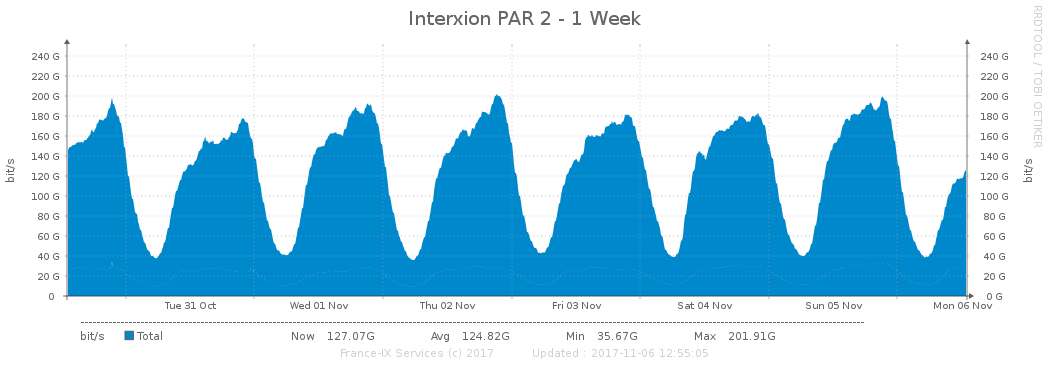 Interxion PAR 2 - 1 Week
RRDTOOL / TOBI OETIKER
bit/s
240 G 240 G
220 G 220 G
200 G 200 G
180 G 180 G
160 G 160 G
140 G 140 G
120 G 120 G
100 G 100 G
80 G 80 G
60 G 60 G
40 G 40 G
20 G 20 G
0 0 G
bit/s
Tue 31 Oct Wed 01 Nov Thu 02 Nov Fri 03 Nov Sat 04 Nov Sun 05 Nov Mon 06 Nov
bit/s Total Now 127.07G Avg 124.82G Min 35.67G Max 201.91G
France-IX Services (c) 2017 Updated : 2017-11-06 12:55:05